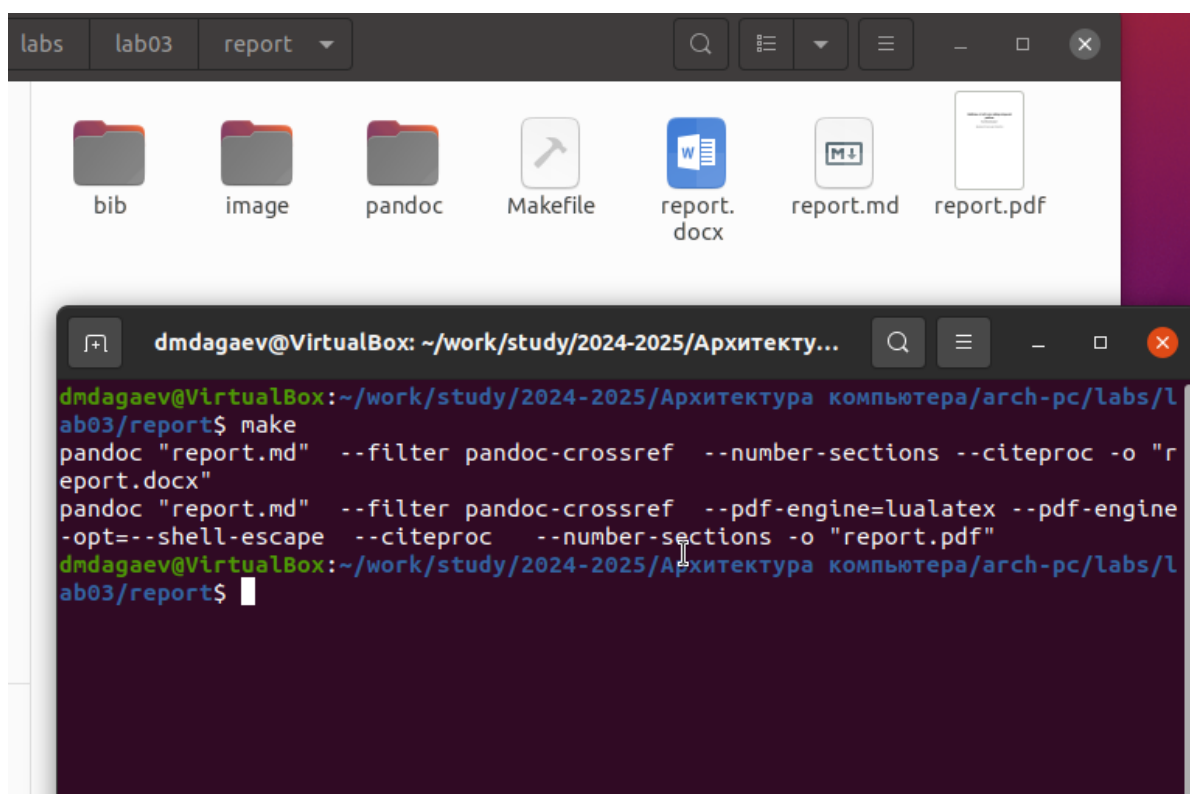 labs lab03 report
bib image pandoc Makefile report. report.md report.pdf
docx
dmdagaev@VirtualBox: ~/work/study/2024-2025/Архитекту...
dmdagaev@VirtualBox:~/work/study/2024-2025/Архитектура компьютера/arch-pc/labs/l
ab03/report$ make
pandoc "report.md"  --filter pandoc-crossref  --number-sections --citeproc -o "r
eport.docx"
pandoc "report.md"  --filter pandoc-crossref  --pdf-engine=lualatex --pdf-engine
-opt=--shell-escape  --citeproc   --number-sections -o "report.pdf"
dmdagaev@VirtualBox:~/work/study/2024-2025/Архитектура компьютера/arch-pc/labs/l
ab03/report$